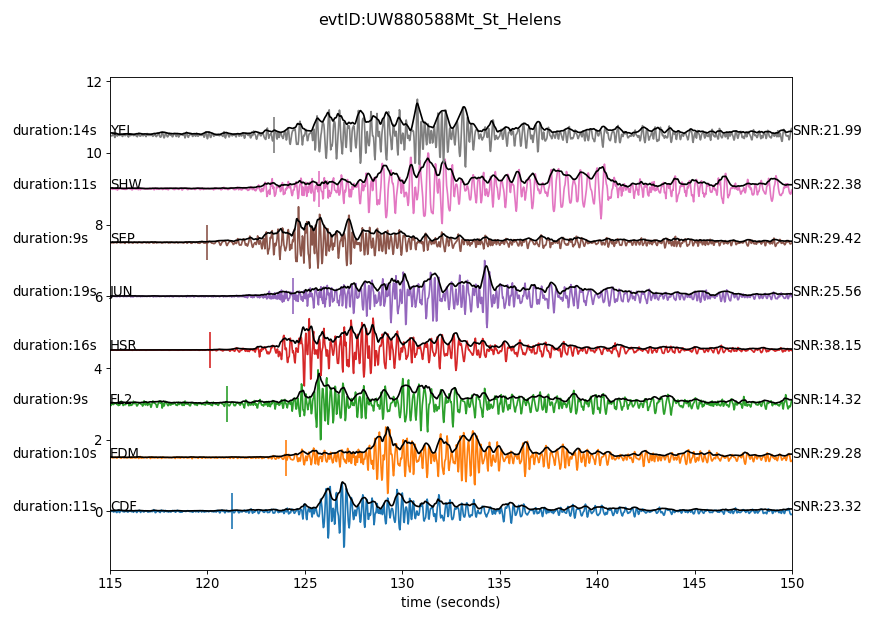 evtID:UW880588Mt_St_Helens
12
duration:14s YEL SNR:21.99
10
duration:11s SHW SNR:22.38
8
duration:9s SEP SNR:29.42
duration:19s 6 JUN SNR:25.56
duration:16s HSR SNR:38.15
4
duration:9s FL2 SNR:14.32
2
duration:10s EDM SNR:29.28
duration:11s 0 CDF SNR:23.32
115 120 125 130 135 140 145 150
time (seconds)